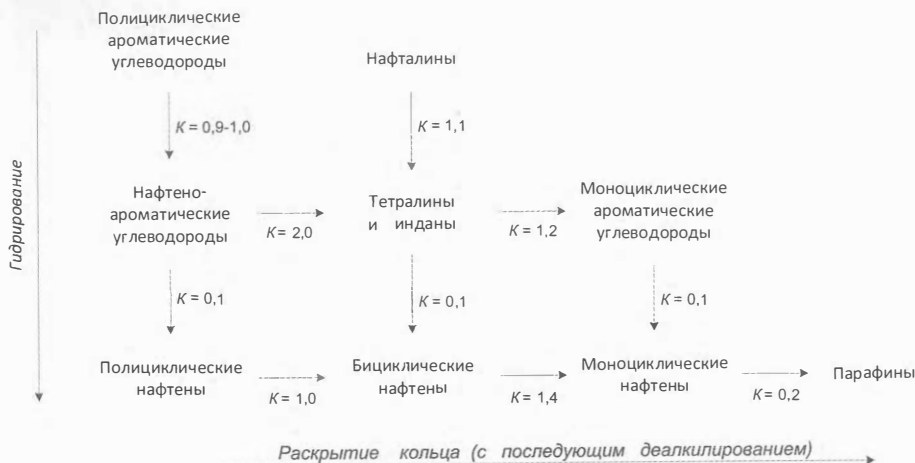 Полициклические
ароматические
углеводороды
Нафталины
K = 0,9-1,0
K = 1,1
Гидрирование
Нафтено-
ароматические
углеводороды
K = 2,0
Тетралины
и инданы
K = 1,2
Моноциклические
ароматические
углеводороды
K = 0,1
K = 0,1
K = 0,1
Полициклические
нафтены
K = 1,0
Бициклические
нафтены
K = 1,4
Моноциклические
нафтены
K = 0,2
Парафины
Раскрытие кольца (с последующим деалкилированием)